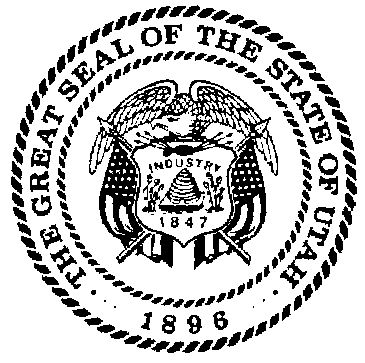 THE GREAT SEAL OF THE STATE OF UTAH
INDUSTRY
1847
1896